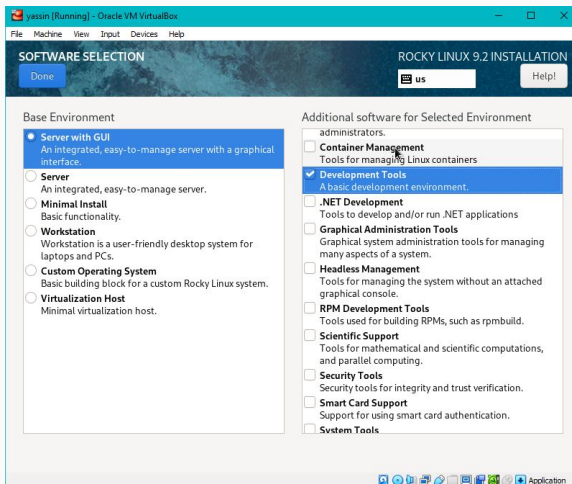 yassin [Running] - Oracle VM VirtualBox
File Machine View Input Devices Help
SOFTWARE SELECTION
Done
ROCKY LINUX 9.2 INSTALLATION
us
Help!
Base Environment
Server with GUI
An integrated, easy-to-manage server with a graphical
interface.
Server
An integrated, easy-to-manage server.
Minimal Install
Basic functionality.
Workstation
Workstation is a user-friendly desktop system for
laptops and PCs.
Custom Operating System
Basic building block for a custom Rocky Linux system.
Virtualization Host
Minimal virtualization host.
Additional software for Selected Environment
administrators.
Container Management
Tools for managing Linux containers
Development Tools
A basic development environment.
.NET Development
Tools to develop and/or run .NET applications
Graphical Administration Tools
Graphical system administration tools for managing
many aspects of a system.
Headless Management
Tools for managing the system without an attached
graphical console.
RPM Development Tools
Tools used for building RPMs, such as rpmbuild.
Scientific Support
Tools for mathematical and scientific computations,
and parallel computing.
Security Tools
Security tools for integrity and trust verification.
Smart Card Support
Support for using smart card authentication.
System Tools
Application